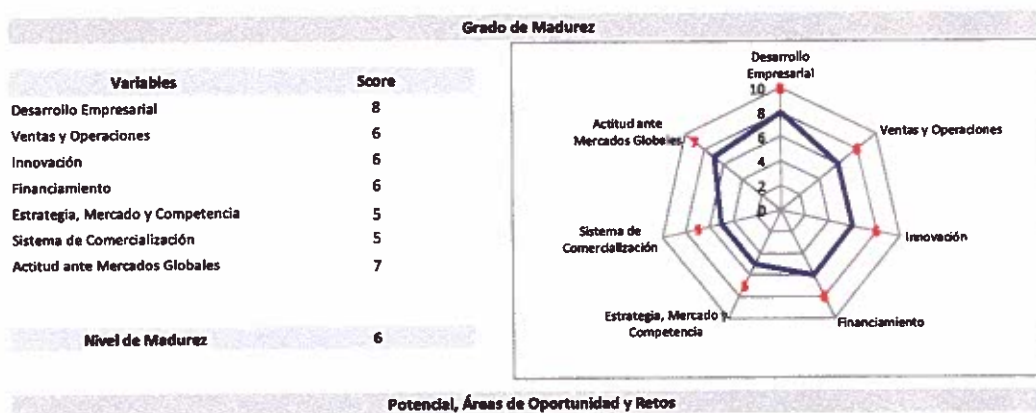 Grado de Madurez
Variables Score
Desarrollo Empresarial 8
Ventas y Operaciones 6
Innovación 6
Financiamiento 6
Estrategia, Mercado y Competencia 5
Sistema de Comercialización 5
Actitud ante Mercados Globales 7
Nivel de Madurez 6
Desarrollo
Empresarial
10
8
6
4
2
0
Ventas y Operaciones
Innovación
Financiamiento
Estrategia, Mercado y
Competencia
Sistema de
Comercialización
Actitud ante
Mercados Globales
7
Potencial, Áreas de Oportunidad y Retos